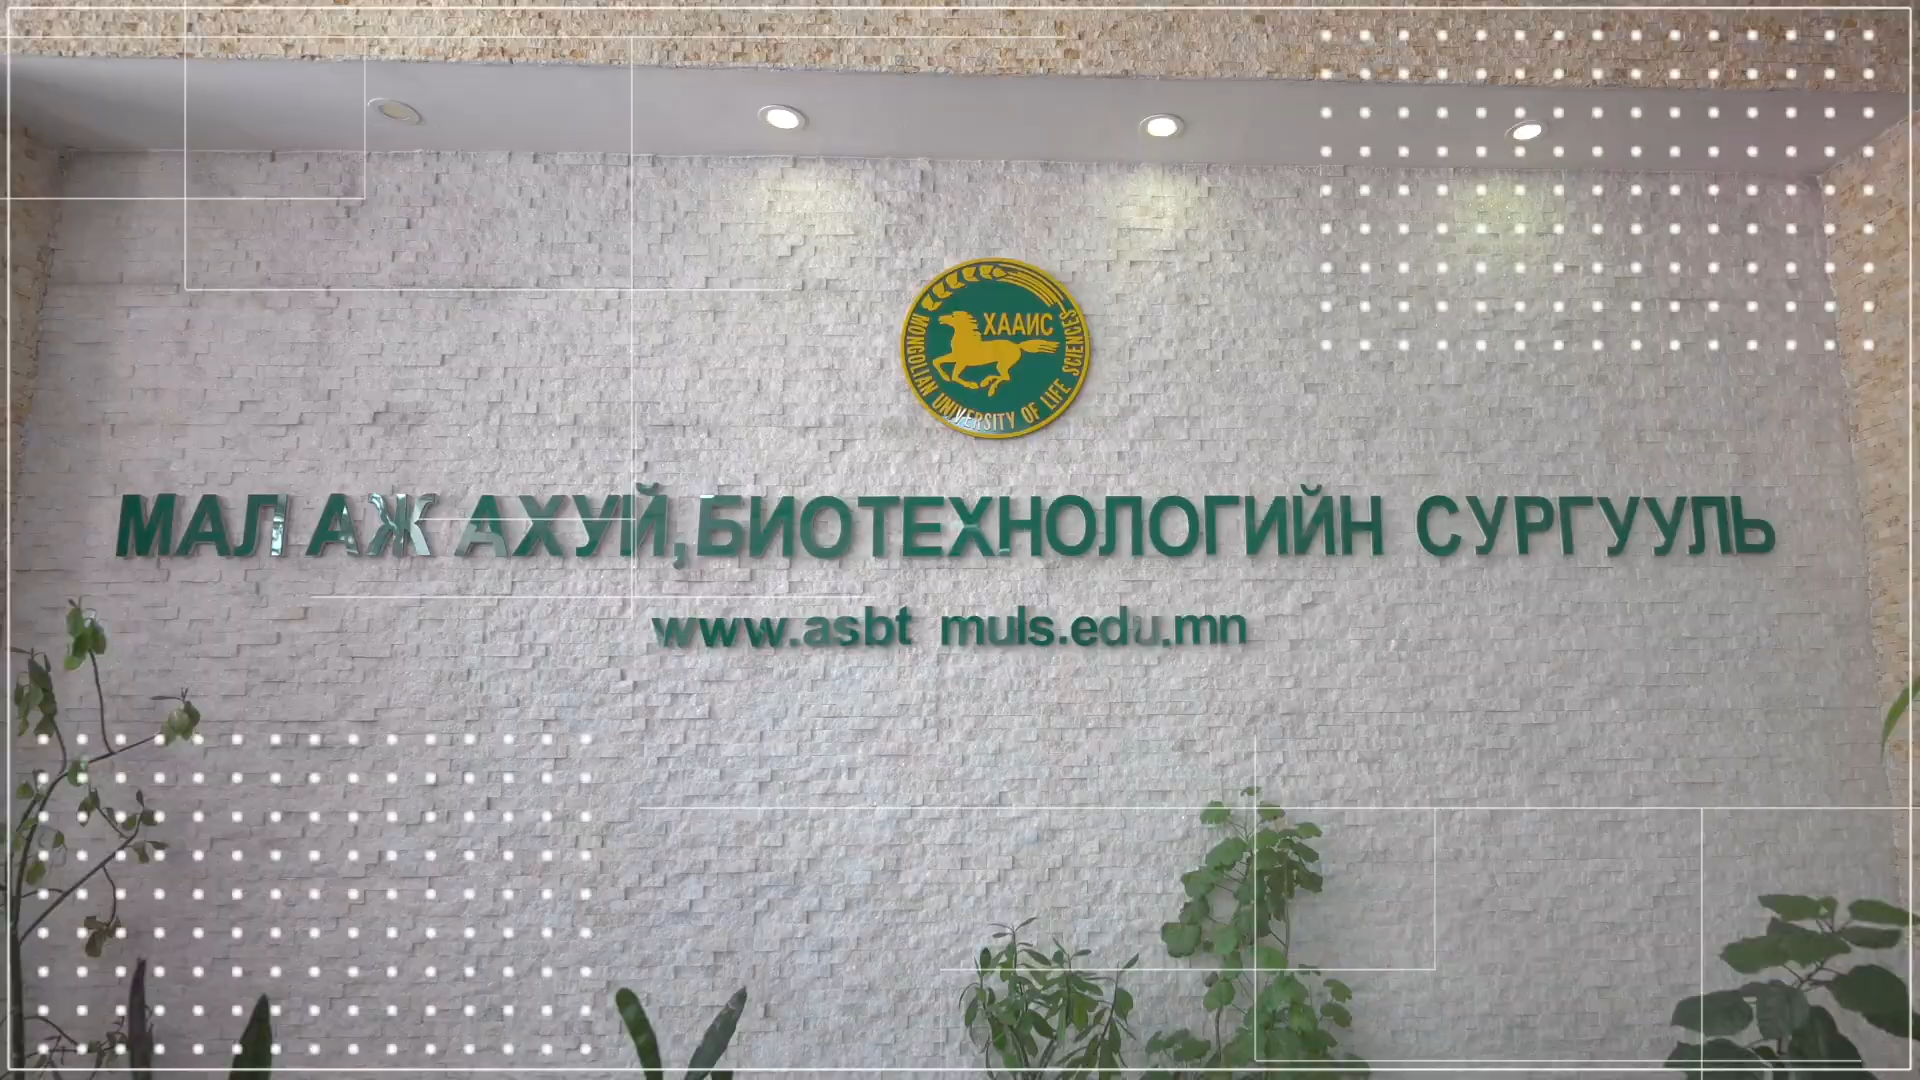 ХААИС
MONGOLIAN UNIVERSITY OF LIFE SCIENCES
МАЛ АЖ АХУЙ,БИОТЕХНОЛОГИЙН СУРГУУЛЬ
www.asbt muls.edu.mn